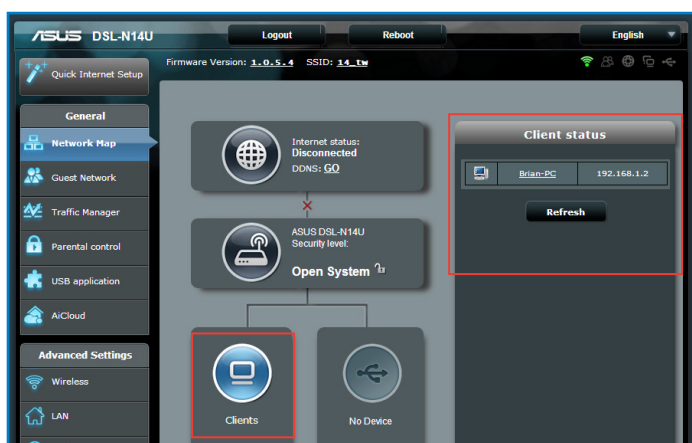 ASUS DSL-N14U
Logout
Reboot
English
Quick Internet Setup
Firmware Version: 1.0.5.4 SSID: 14_tw
General
Network Map
Guest Network
Traffic Manager
Parental control
USB application
AiCloud
Advanced Settings
Wireless
LAN
Internet status:
Disconnected
DDNS: GO
ASUS DSL-N14U
Security level:
Open System
Clients
No Device
Client status
Brian-PC 192.168.1.2
Refresh